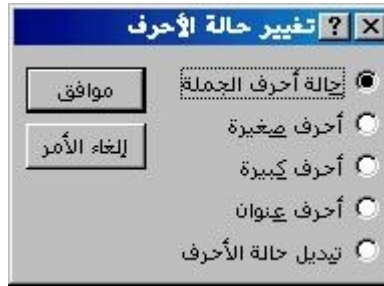 تغيير حالة الأحرف
حالة أحرف الجملة
أحرف صغيرة
أحرف كبيرة
أحرف عنوان
تبديل حالة الأحرف
موافق
إلغاء الأمر